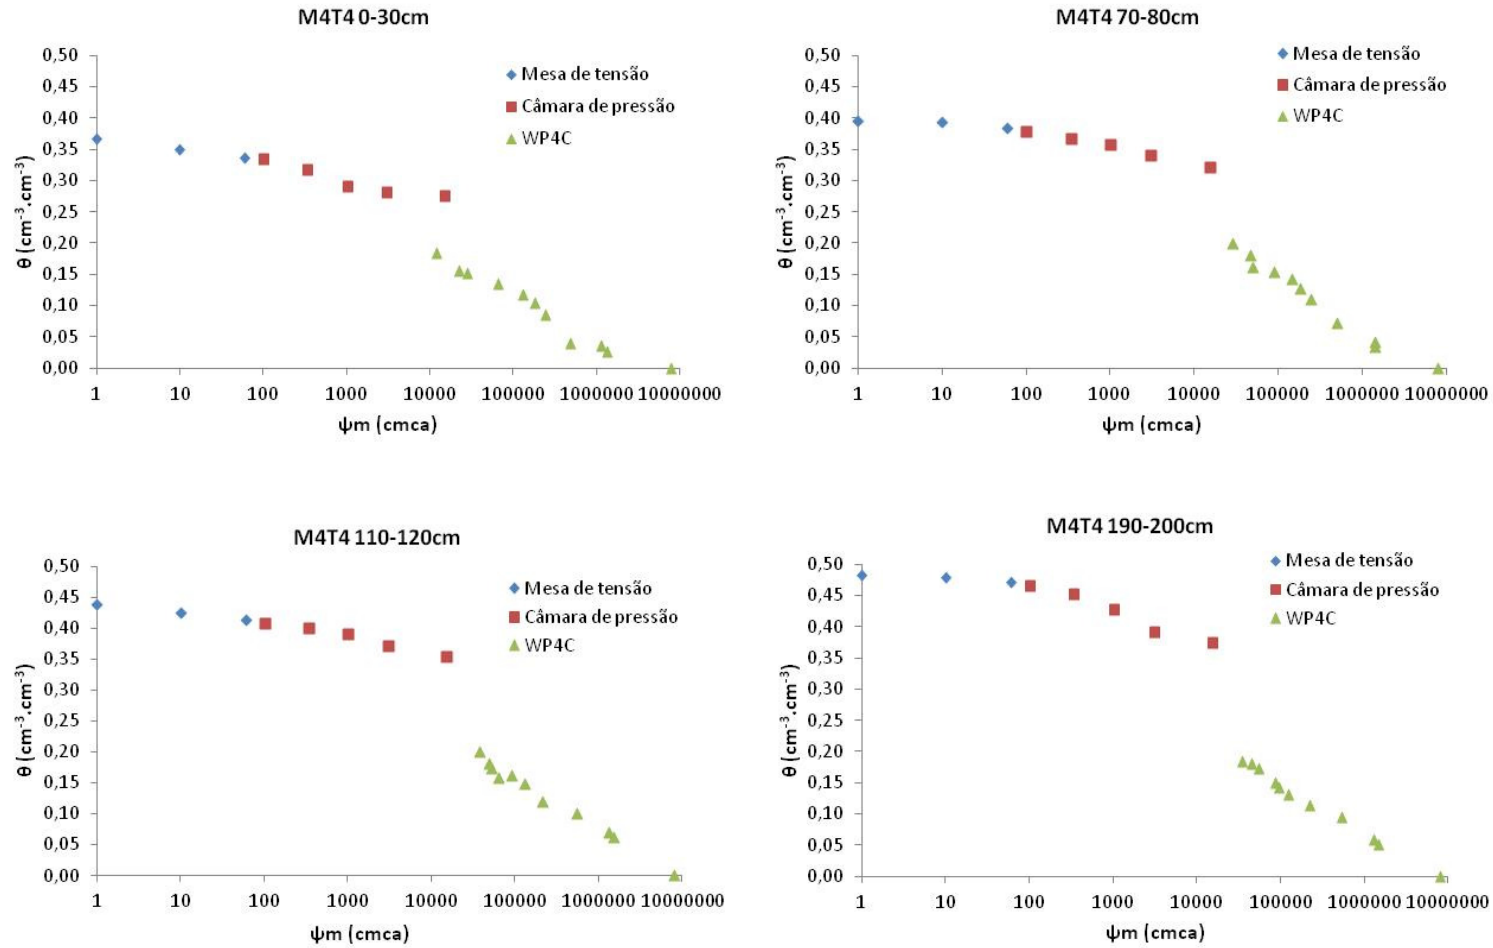 M4T4 0-30cm
0,50
0,45
0,40
0,35
0,30
0,25
0,20
0,15
0,10
0,05
0,00
θ (cm⁻³.cm⁻³)
Mesa de tensão
Câmara de pressão
WP4C
1 10 100 1000 10000 100000 1000000 10000000
ψm (cmca)
M4T4 70-80cm
0,50
0,45
0,40
0,35
0,30
0,25
0,20
0,15
0,10
0,05
0,00
θ (cm⁻³.cm⁻³)
Mesa de tensão
Câmara de pressão
WP4C
1 10 100 1000 10000 100000 1000000 10000000
ψm (cmca)
M4T4 110-120cm
0,50
0,45
0,40
0,35
0,30
0,25
0,20
0,15
0,10
0,05
0,00
θ (cm⁻³.cm⁻³)
Mesa de tensão
Câmara de pressão
WP4C
1 10 100 1000 10000 100000 1000000 10000000
ψm (cmca)
M4T4 190-200cm
0,50
0,45
0,40
0,35
0,30
0,25
0,20
0,15
0,10
0,05
0,00
θ (cm⁻³.cm⁻³)
Mesa de tensão
Câmara de pressão
WP4C
1 10 100 1000 10000 100000 1000000 10000000
ψm (cmca)